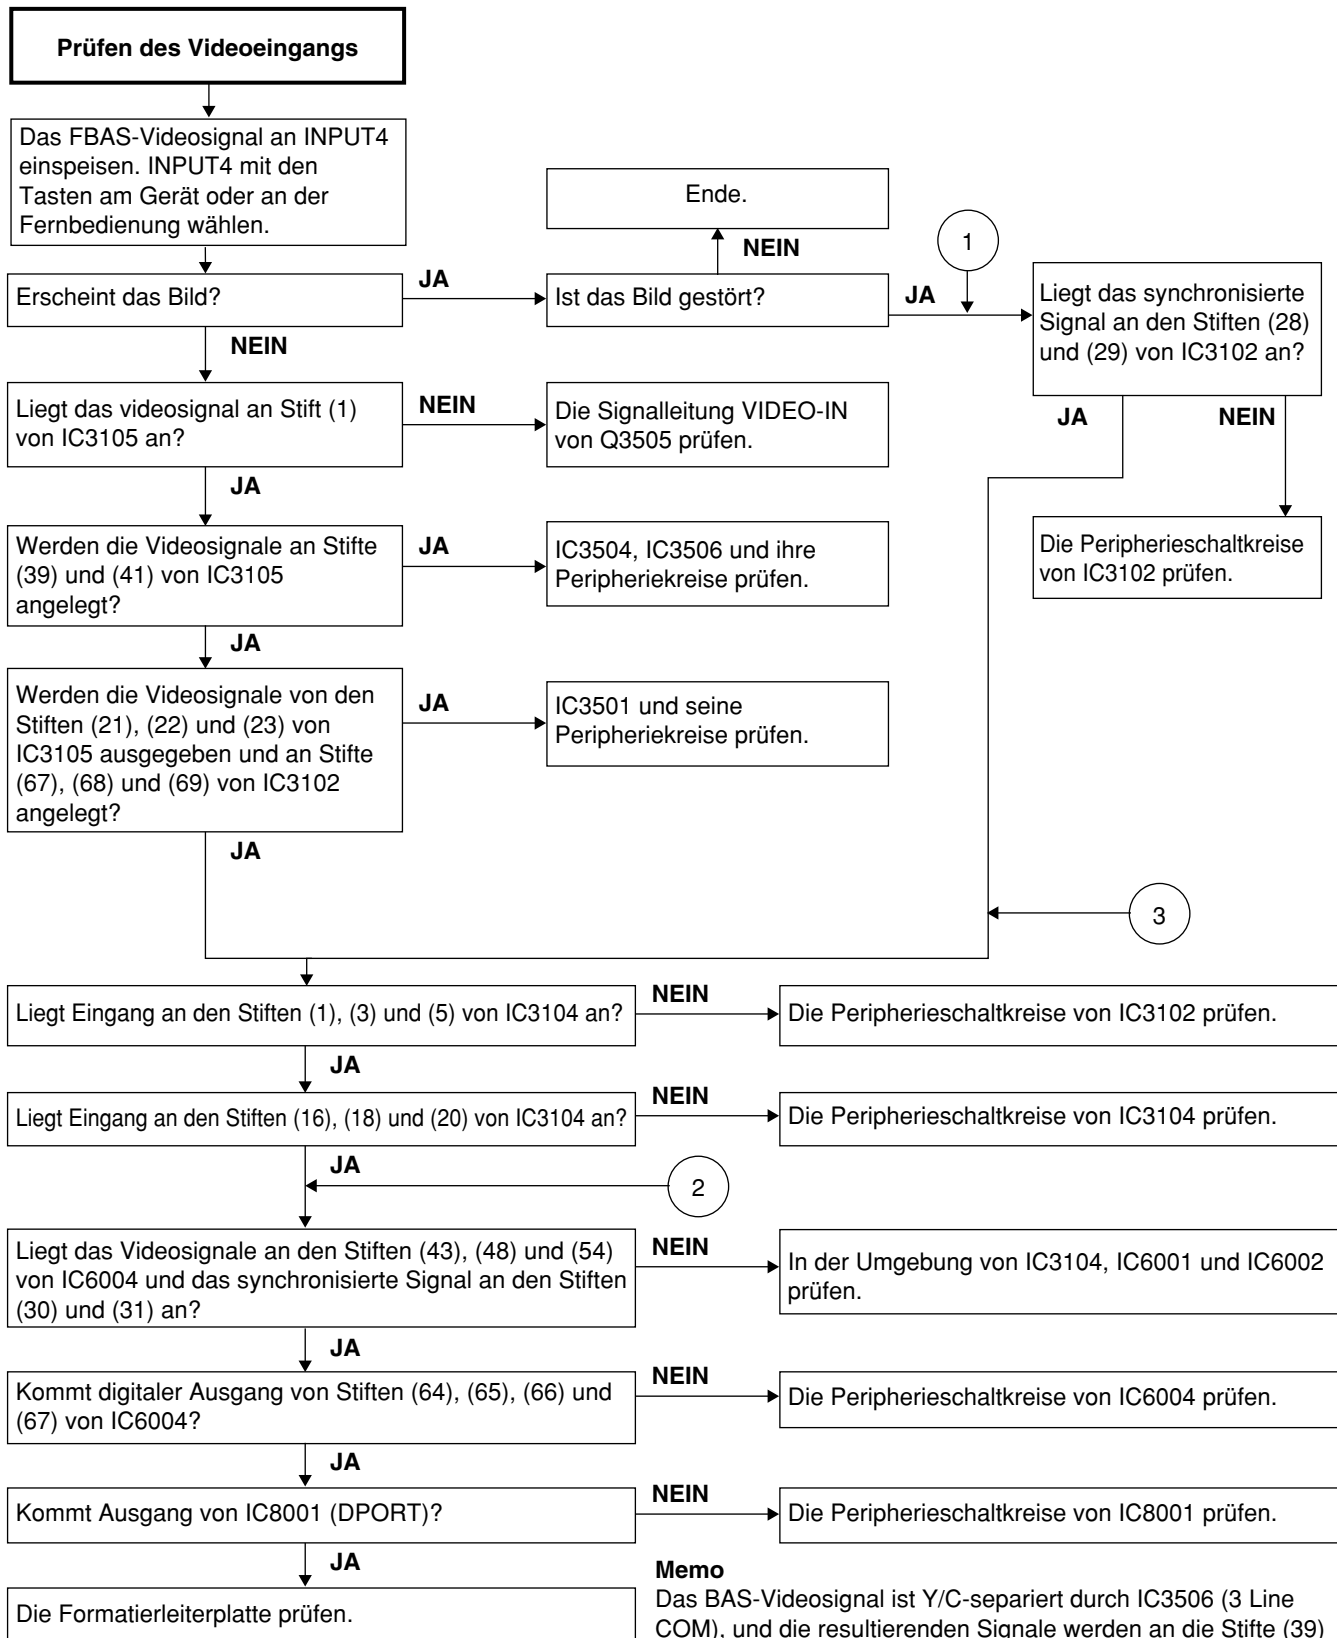 Prüfen des Videoeingangs
Das FBAS-Videosignal an INPUT4
einspeisen. INPUT4 mit den
Tasten am Gerät oder an der
Fernbedienung wählen.
Ende.
NEIN
1
Erscheint das Bild?
JA
Ist das Bild gestört?
JA
Liegt das synchronisierte
Signal an den Stiften (28)
und (29) von IC3102 an?
NEIN
JA
NEIN
Liegt das videosignal an Stift (1)
von IC3105 an?
NEIN
Die Signalleitung VIDEO-IN
von Q3505 prüfen.
JA
Die Peripherieschaltkreise
von IC3102 prüfen.
Werden die Videosignale an Stifte
(39) und (41) von IC3105
angelegt?
JA
IC3504, IC3506 und ihre
Peripheriekreise prüfen.
JA
Werden die Videosignale von den
Stiften (21), (22) und (23) von
IC3105 ausgegeben und an Stifte
(67), (68) und (69) von IC3102
angelegt?
JA
IC3501 und seine
Peripheriekreise prüfen.
JA
3
Liegt Eingang an den Stiften (1), (3) und (5) von IC3104 an?
NEIN
Die Peripherieschaltkreise von IC3102 prüfen.
JA
Liegt Eingang an den Stiften (16), (18) und (20) von IC3104 an?
NEIN
Die Peripherieschaltkreise von IC3104 prüfen.
JA
2
Liegt das Videosignale an den Stiften (43), (48) und (54)
von IC6004 und das synchronisierte Signal an den Stiften
(30) und (31) an?
NEIN
In der Umgebung von IC3104, IC6001 und IC6002
prüfen.
JA
Kommt digitaler Ausgang von Stiften (64), (65), (66) und
(67) von IC6004?
NEIN
Die Peripherieschaltkreise von IC6004 prüfen.
JA
Kommt Ausgang von IC8001 (DPORT)?
NEIN
Die Peripherieschaltkreise von IC8001 prüfen.
JA
Die Formatierleiterplatte prüfen.
Memo
Das BAS-Videosignal ist Y/C-separiert durch IC3506 (3 Line
COM), und die resultierenden Signale werden an die Stifte (39)